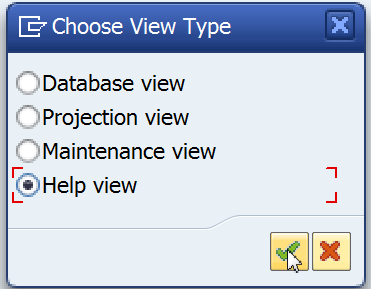 Choose View Type
Database view
Projection view
Maintenance view
Help view